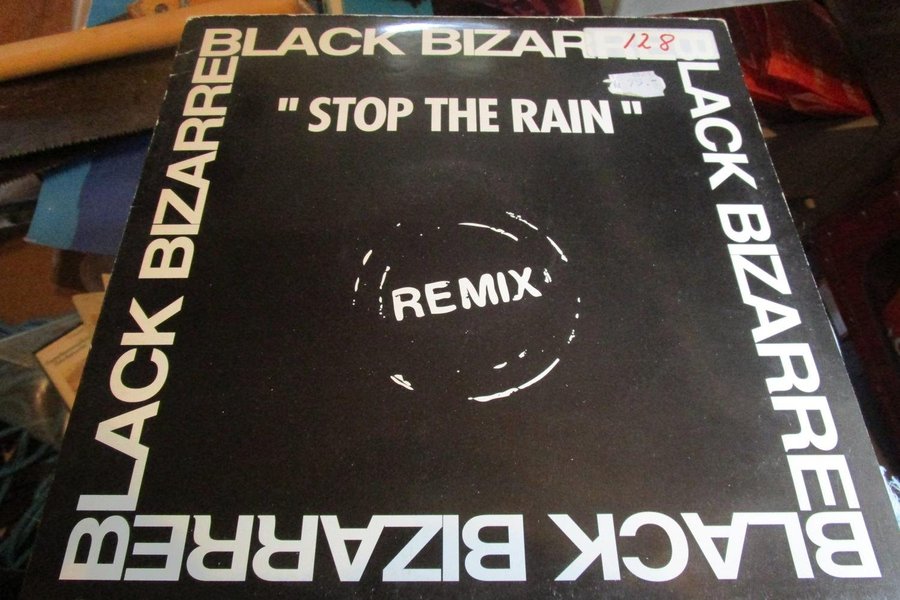 BLACK BIZARRE
128
" STOP THE RAIN "
REMIX
BLACK BIZARRE
BLACK BIZARRE
BLACK BIZARRE